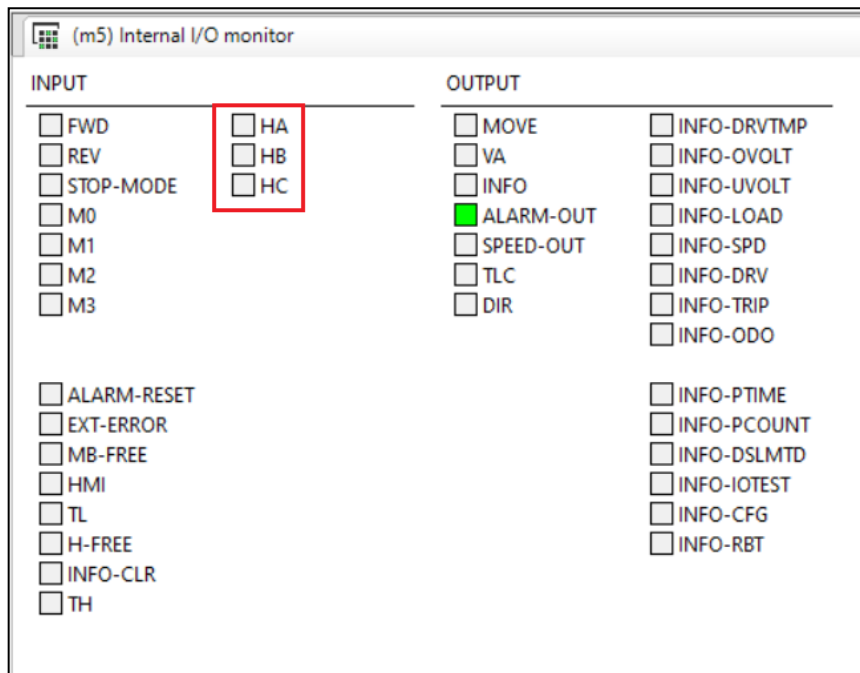 (m5) Internal I/O monitor
INPUT
FWD
REV
STOP-MODE
M0
M1
M2
M3
HA
HB
HC
ALARM-RESET
EXT-ERROR
MB-FREE
HMI
TL
H-FREE
INFO-CLR
TH
OUTPUT
MOVE
VA
INFO
ALARM-OUT
SPEED-OUT
TLC
DIR
INFO-DRVTMP
INFO-OVOLT
INFO-UVOLT
INFO-LOAD
INFO-SPD
INFO-DRV
INFO-TRIP
INFO-ODO
INFO-PTIME
INFO-PCOUNT
INFO-DSLMTD
INFO-IOTEST
INFO-CFG
INFO-RBT